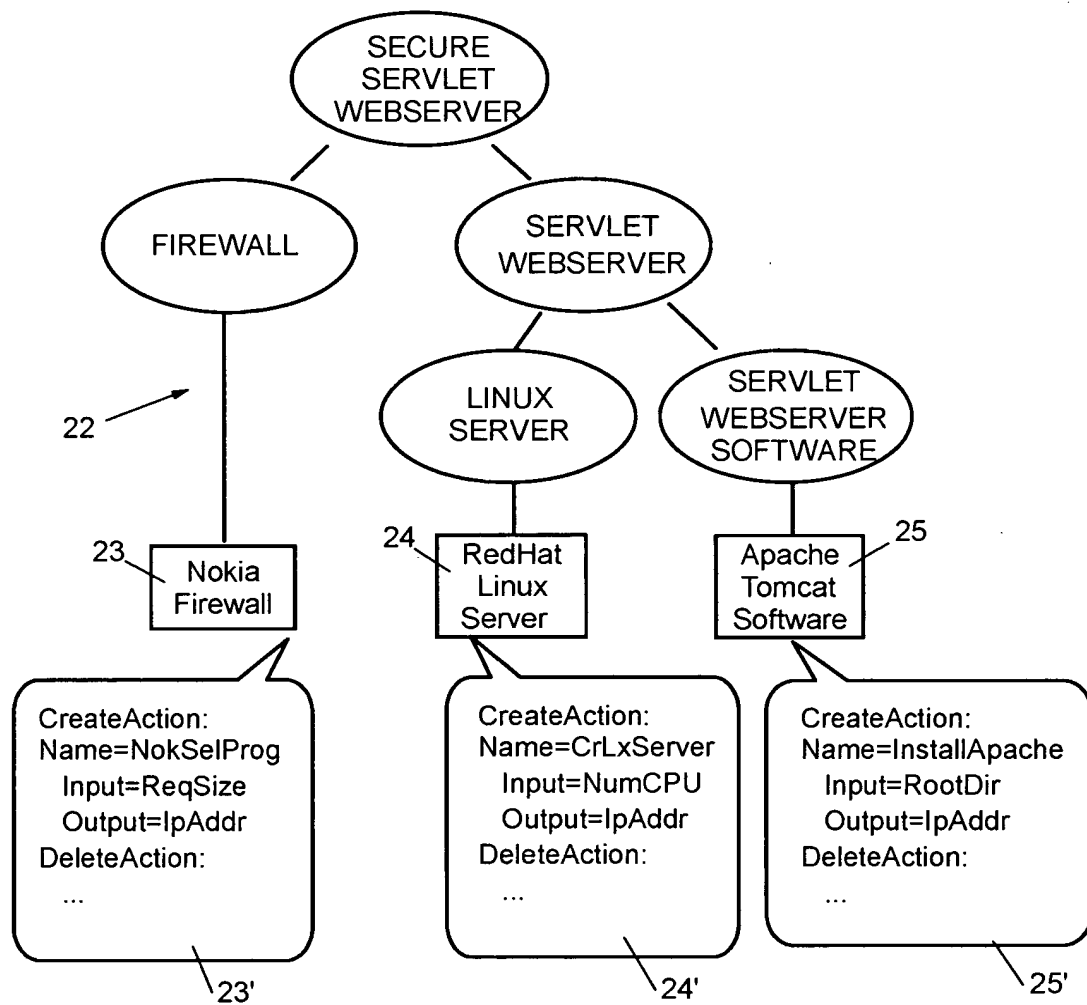 SECURE
SERVLET
WEBSERVER
FIREWALL
SERVLET
WEBSERVER
22
LINUX
SERVER
SERVLET
WEBSERVER
SOFTWARE
23
Nokia
Firewall
24
RedHat
Linux
Server
25
Apache
Tomcat
Software
CreateAction:
Name=NokSelProg
Input=ReqSize
Output=IpAddr
DeleteAction:
...
23'
CreateAction:
Name=CrLxServer
Input=NumCPU
Output=IpAddr
DeleteAction:
...
24'
CreateAction:
Name=InstallApache
Input=RootDir
Output=IpAddr
DeleteAction:
...
25'